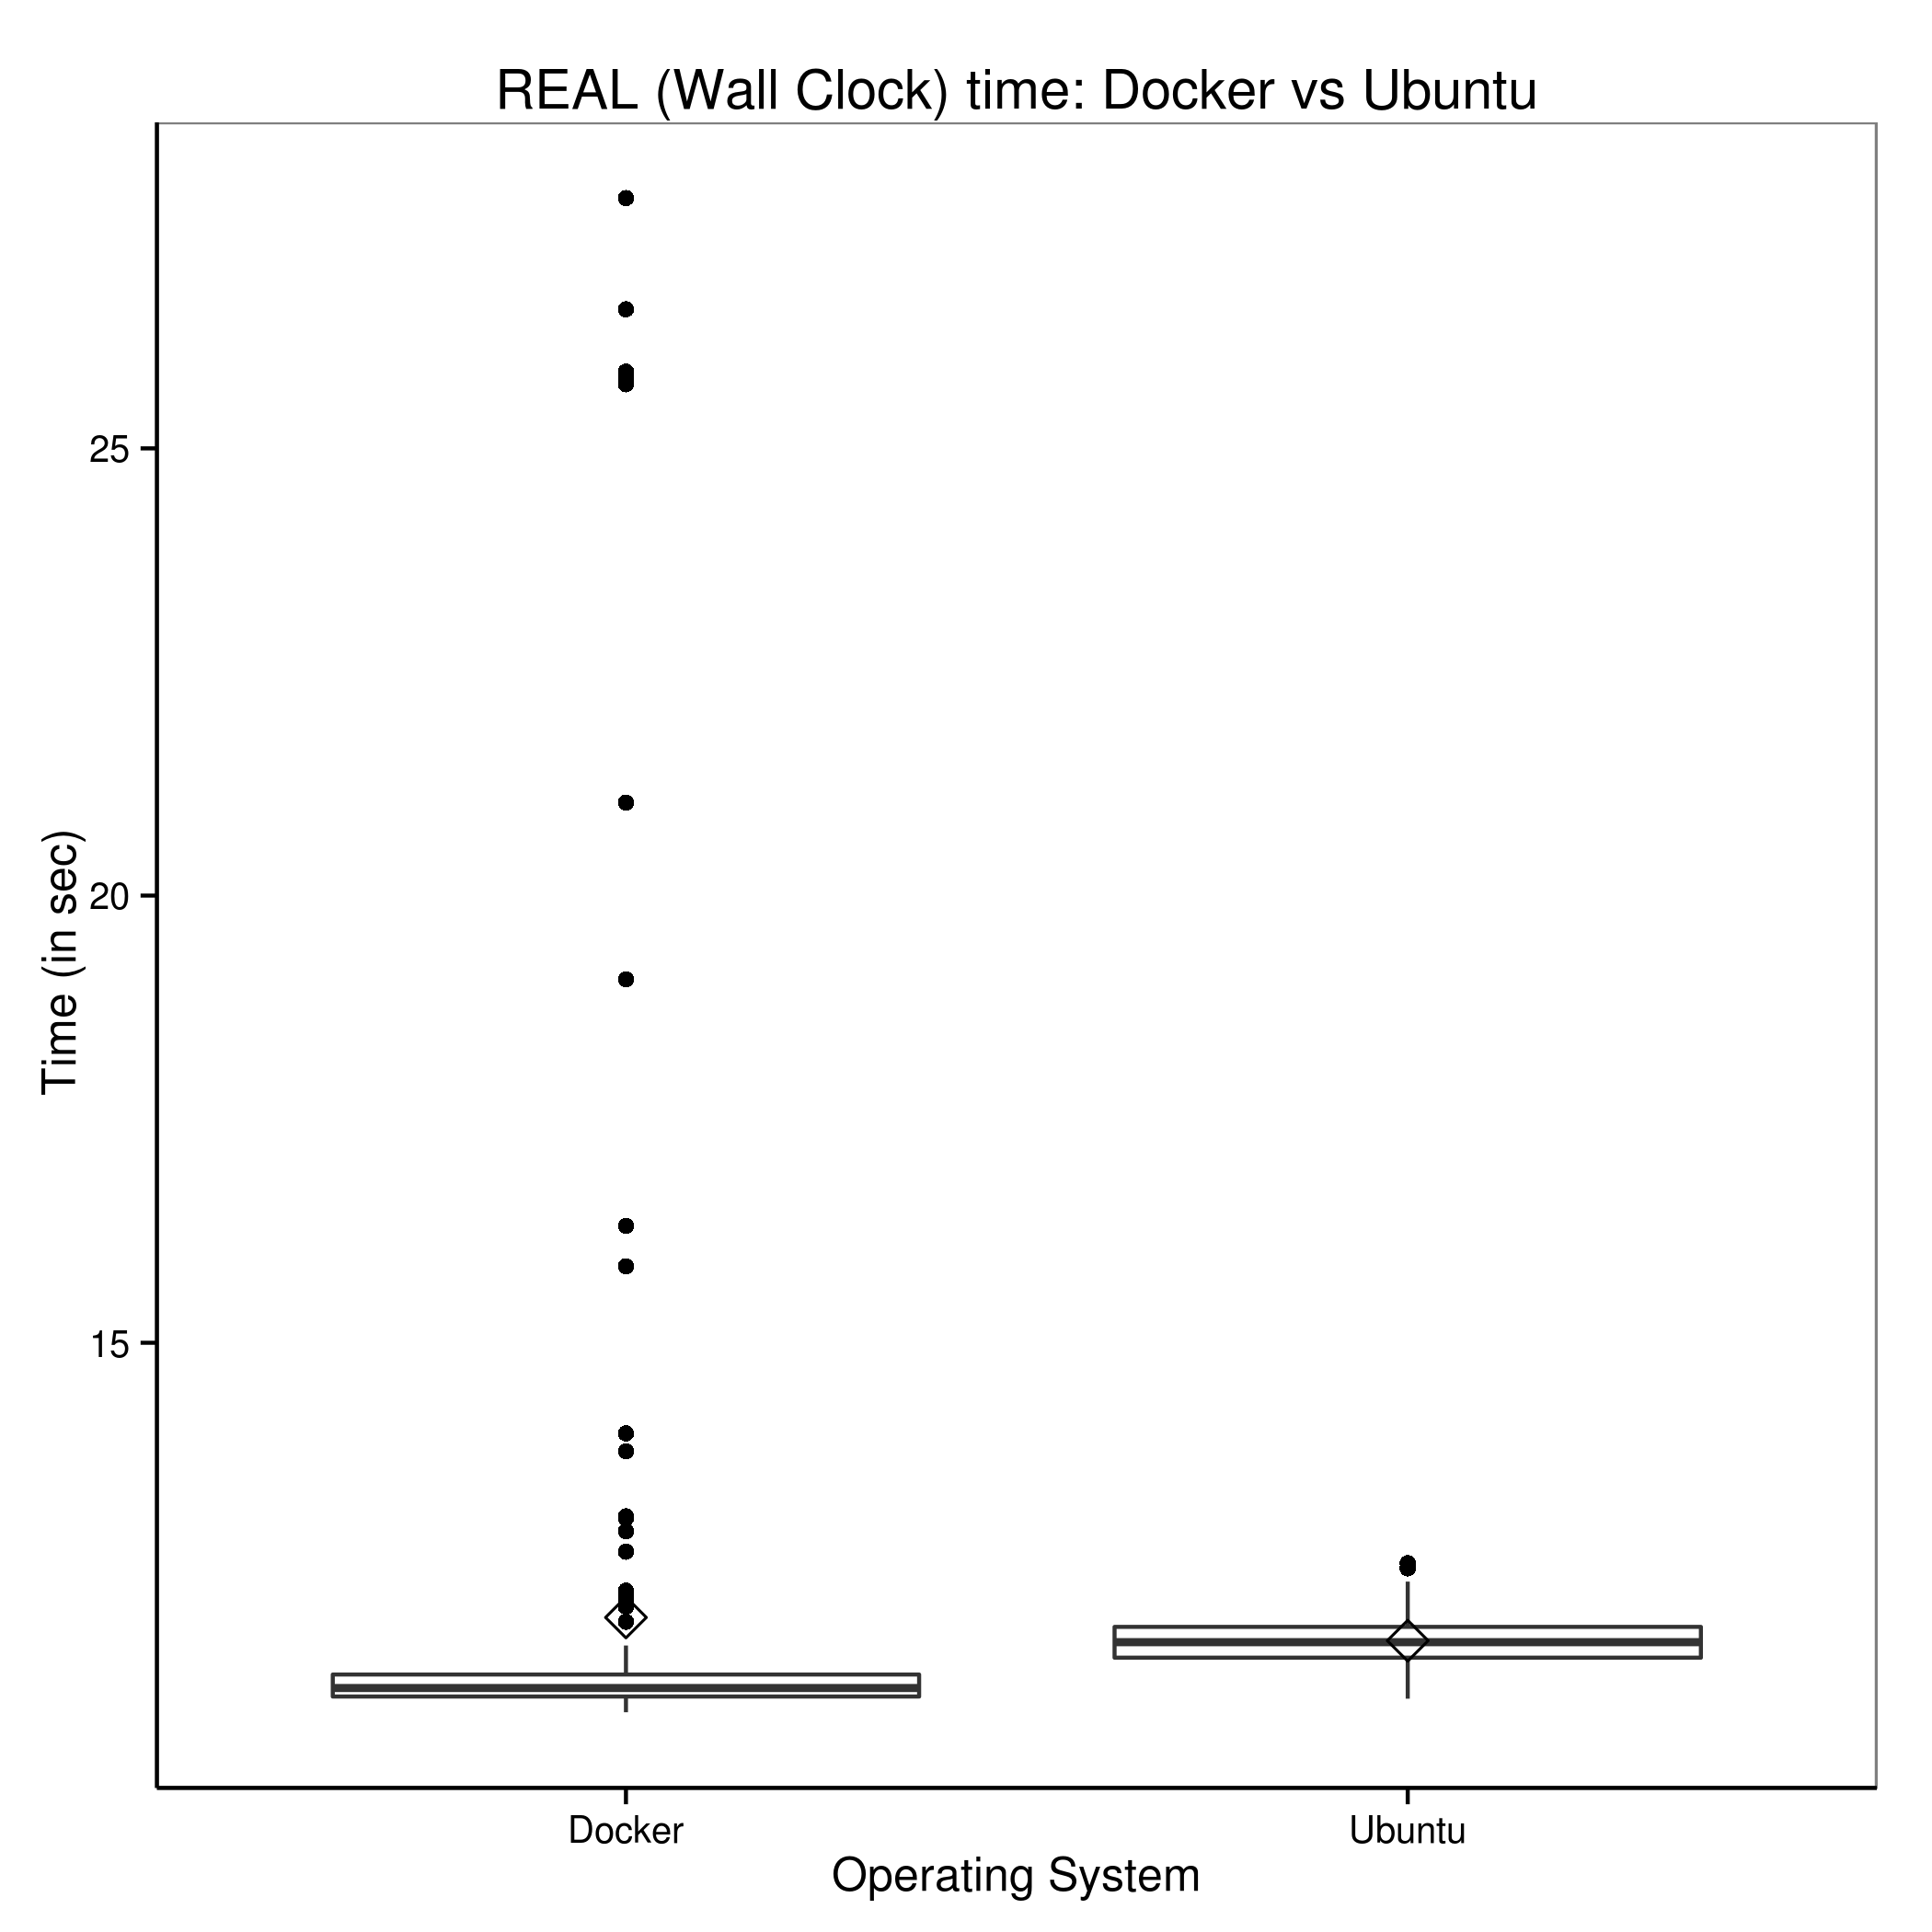 REAL (Wall Clock) time: Docker vs Ubuntu
Time (in sec)
25
20
15
Docker
Ubuntu
Operating System